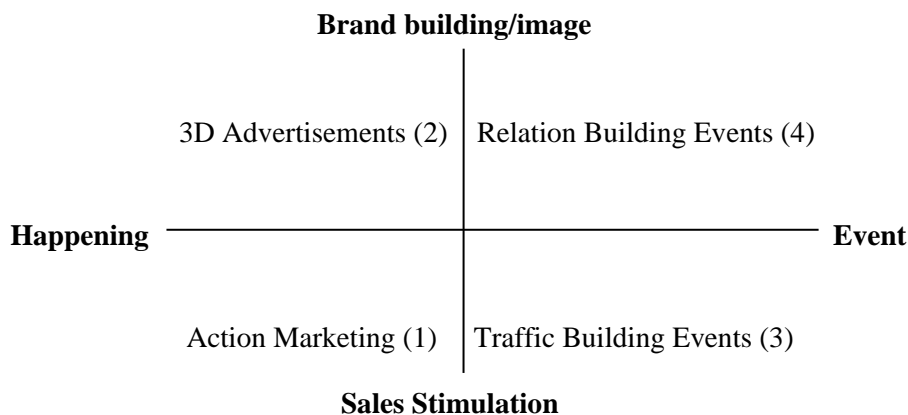 Brand building/image
3D Advertisements (2)
Relation Building Events (4)
Happening
Event
Action Marketing (1)
Traffic Building Events (3)
Sales Stimulation